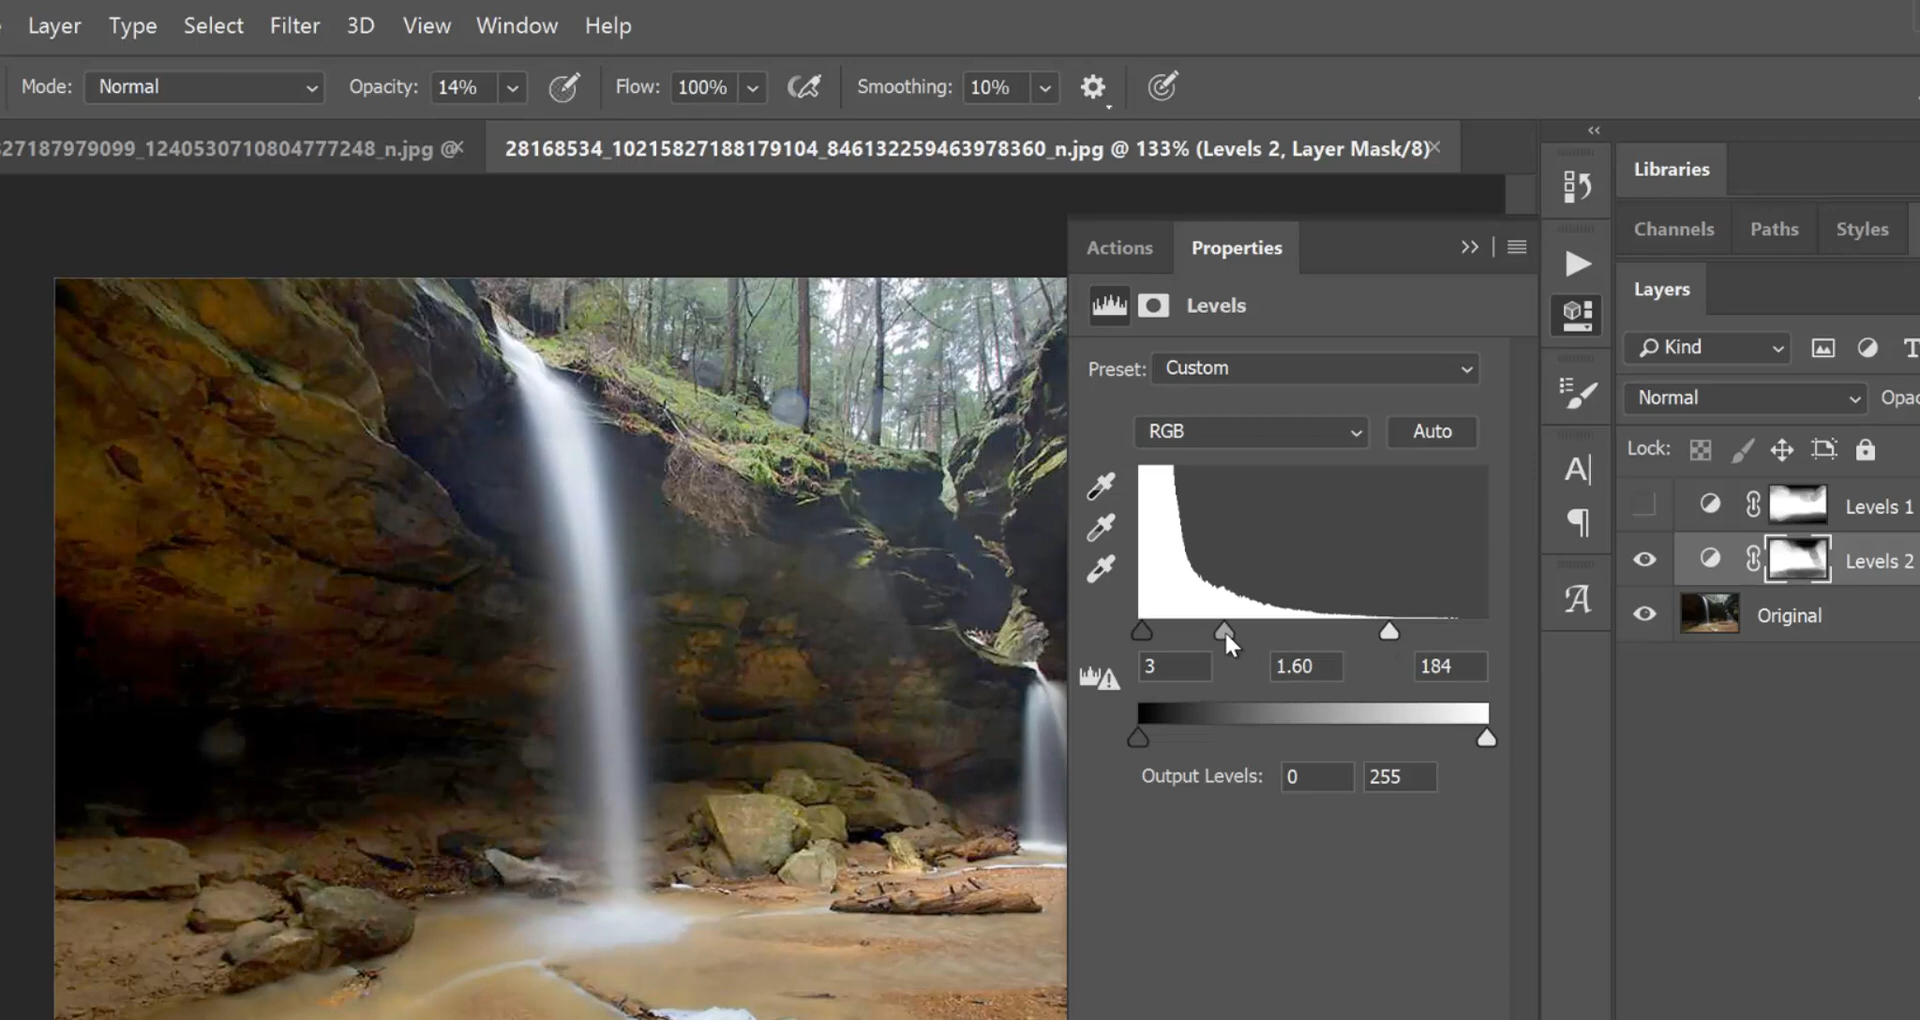 Layer Type Select Filter 3D View Window Help
Mode: Normal Opacity: 14% Flow: 100% Smoothing: 10%
27187979099_1240530710804777248_n.jpg @ 28168534_10215827188179104_846132259463978360_n.jpg @ 133% (Levels 2, Layer Mask/8)
Libraries
Channels Paths Styles
Actions Properties
Layers
Levels
Kind
Preset: Custom
Normal Opac
RGB Auto
Lock:
Levels 1
Levels 2
Original
3 1.60 184
Output Levels: 0 255